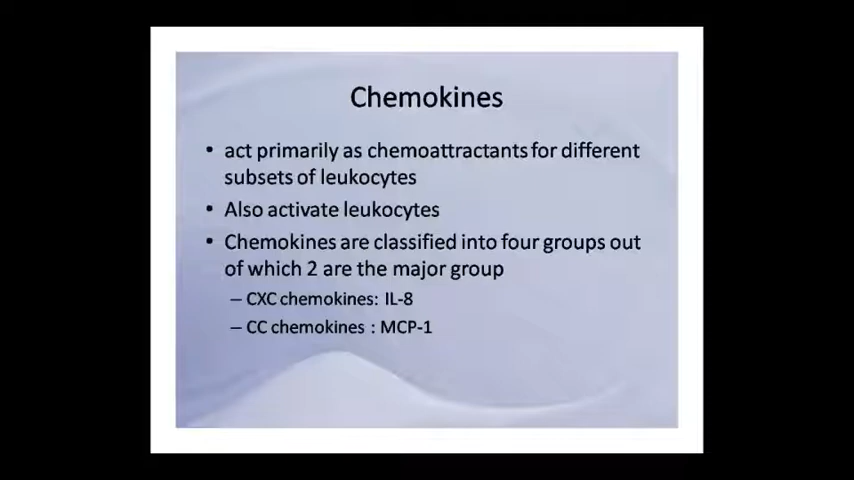 Chemokines
• act primarily as chemoattractants for different
subsets of leukocytes
• Also activate leukocytes
• Chemokines are classified into four groups out
of which 2 are the major group
– CXC chemokines: IL-8
– CC chemokines : MCP-1